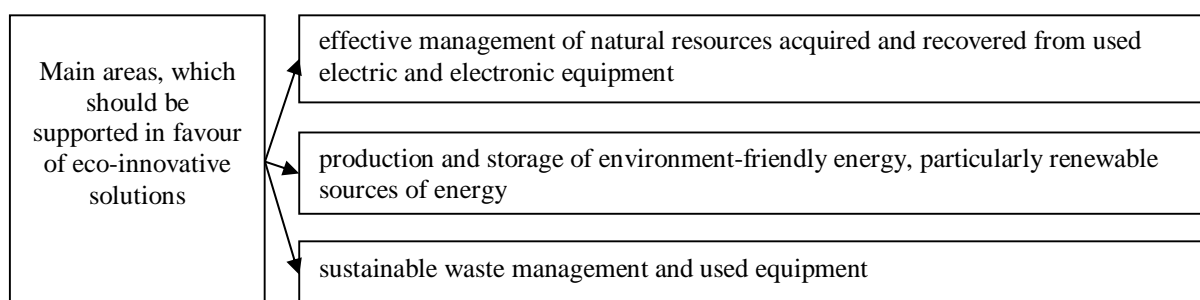 Main areas, which
should be
supported in favour
of eco-innovative
solutions
effective management of natural resources acquired and recovered from used
electric and electronic equipment
production and storage of environment-friendly energy, particularly renewable
sources of energy
sustainable waste management and used equipment